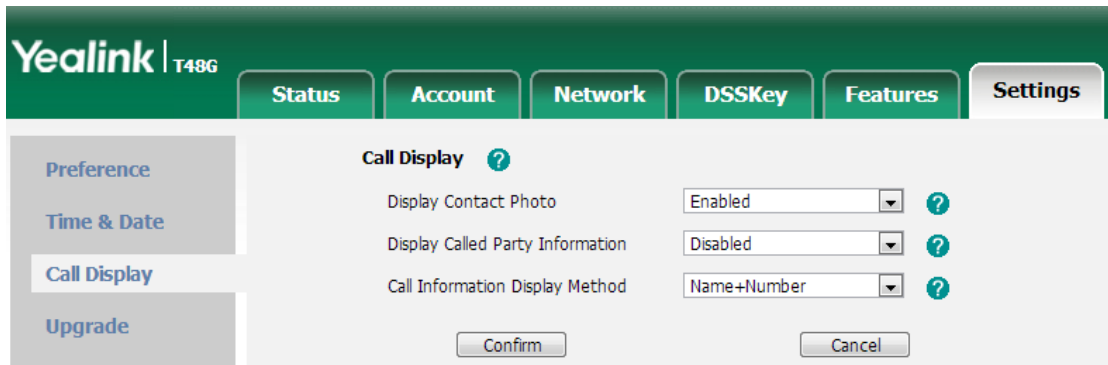 Yealink | T48G
Status Account Network DSSKey Features Settings
Preference
Time & Date
Call Display
Upgrade
Call Display ?
Display Contact Photo Enabled ?
Display Called Party Information Disabled ?
Call Information Display Method Name+Number ?
Confirm Cancel